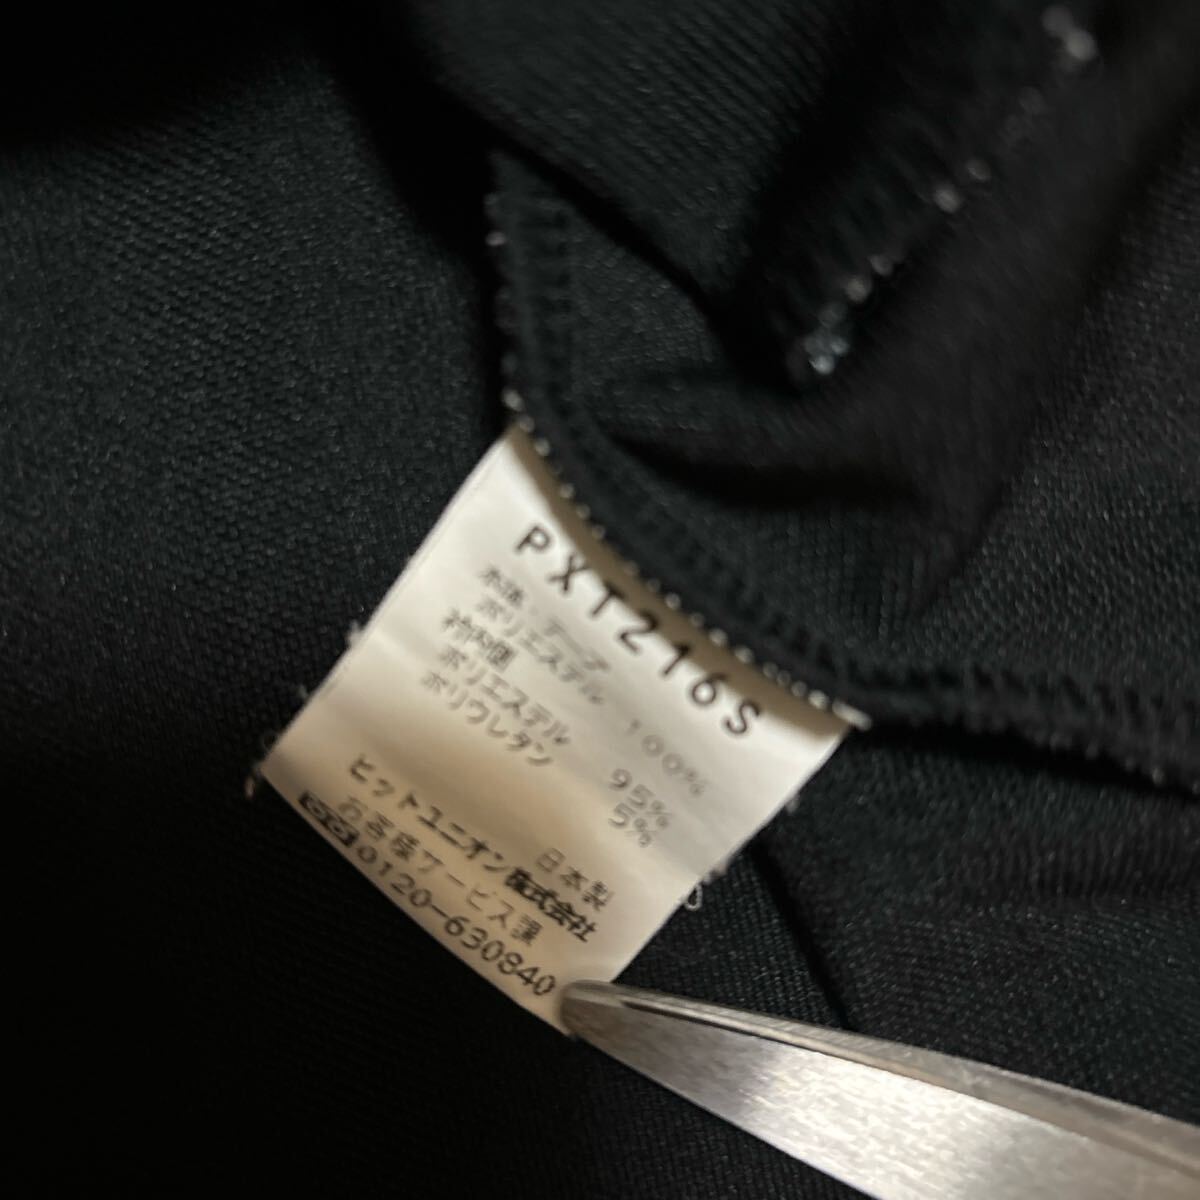 PXT216S
本体 テープ
ポリエステル 100%
衿内側
ポリエステル 95%
ポリウレタン 5%
日本製
ヒットユニオン株式会社
お客様サービス課
0120-630840